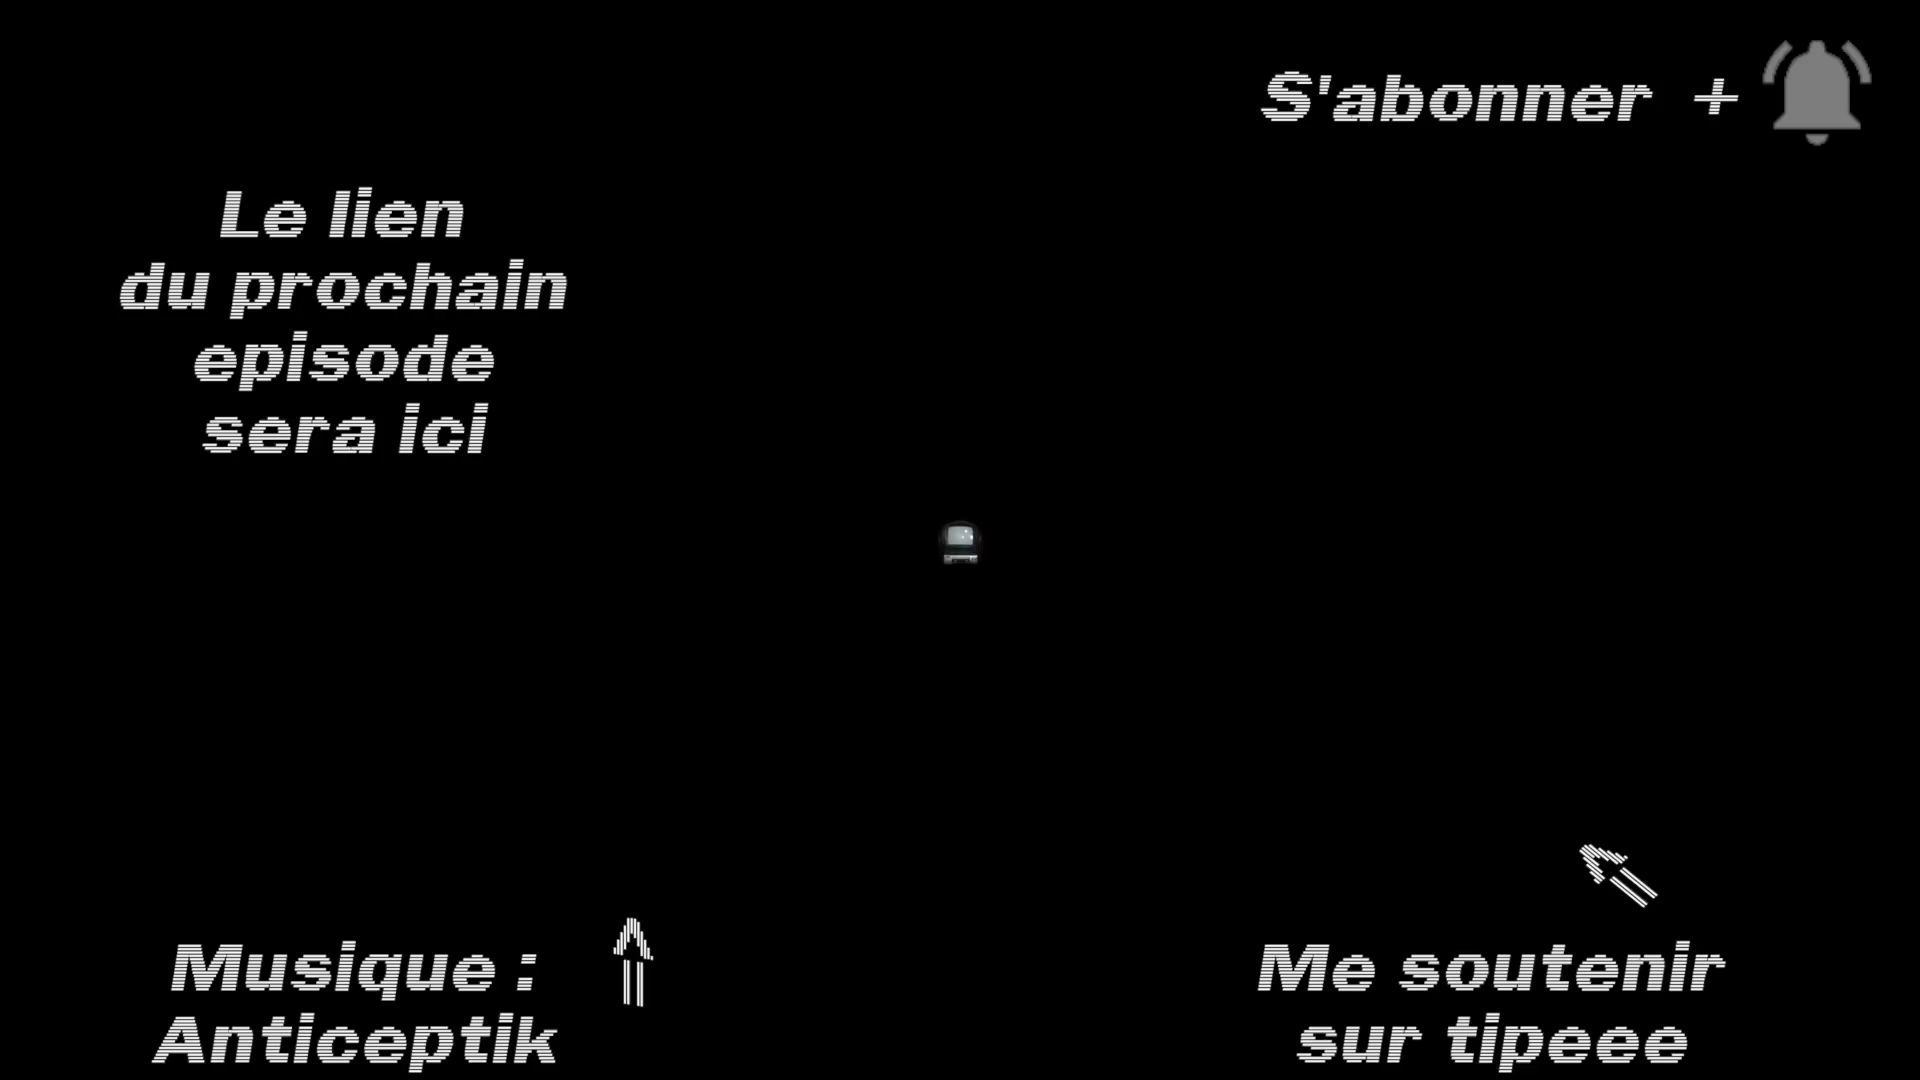 S'abonner +
Le lien
du prochain
episode
sera ici
Musique :
Anticeptik
Me soutenir
sur tipeee